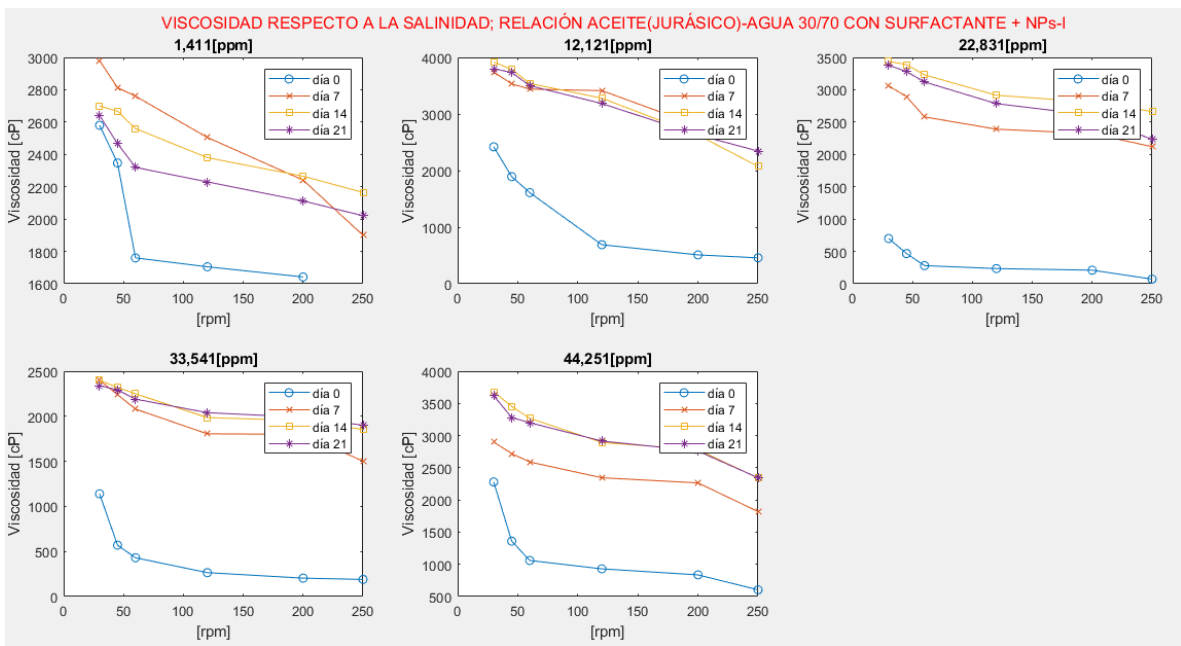 VISCOSIDAD RESPECTO A LA SALINIDAD; RELACIÓN ACEITE(JURÁSICO)-AGUA 30/70 CON SURFACTANTE + NPs-I
1,411[ppm]
Viscosidad [cP]
3000
2800
2600
2400
2200
2000
1800
1600
0 50 100 150 200 250
[rpm]
día 0
día 7
día 14
día 21
12,121[ppm]
Viscosidad [cP]
4000
3000
2000
1000
0
0 50 100 150 200 250
[rpm]
día 0
día 7
día 14
día 21
22,831[ppm]
Viscosidad [cP]
3500
3000
2500
2000
1500
1000
500
0
0 50 100 150 200 250
[rpm]
día 0
día 7
día 14
día 21
33,541[ppm]
Viscosidad [cP]
2500
2000
1500
1000
500
0
0 50 100 150 200 250
[rpm]
día 0
día 7
día 14
día 21
44,251[ppm]
Viscosidad [cP]
4000
3500
3000
2500
2000
1500
1000
500
0 50 100 150 200 250
[rpm]
día 0
día 7
día 14
día 21